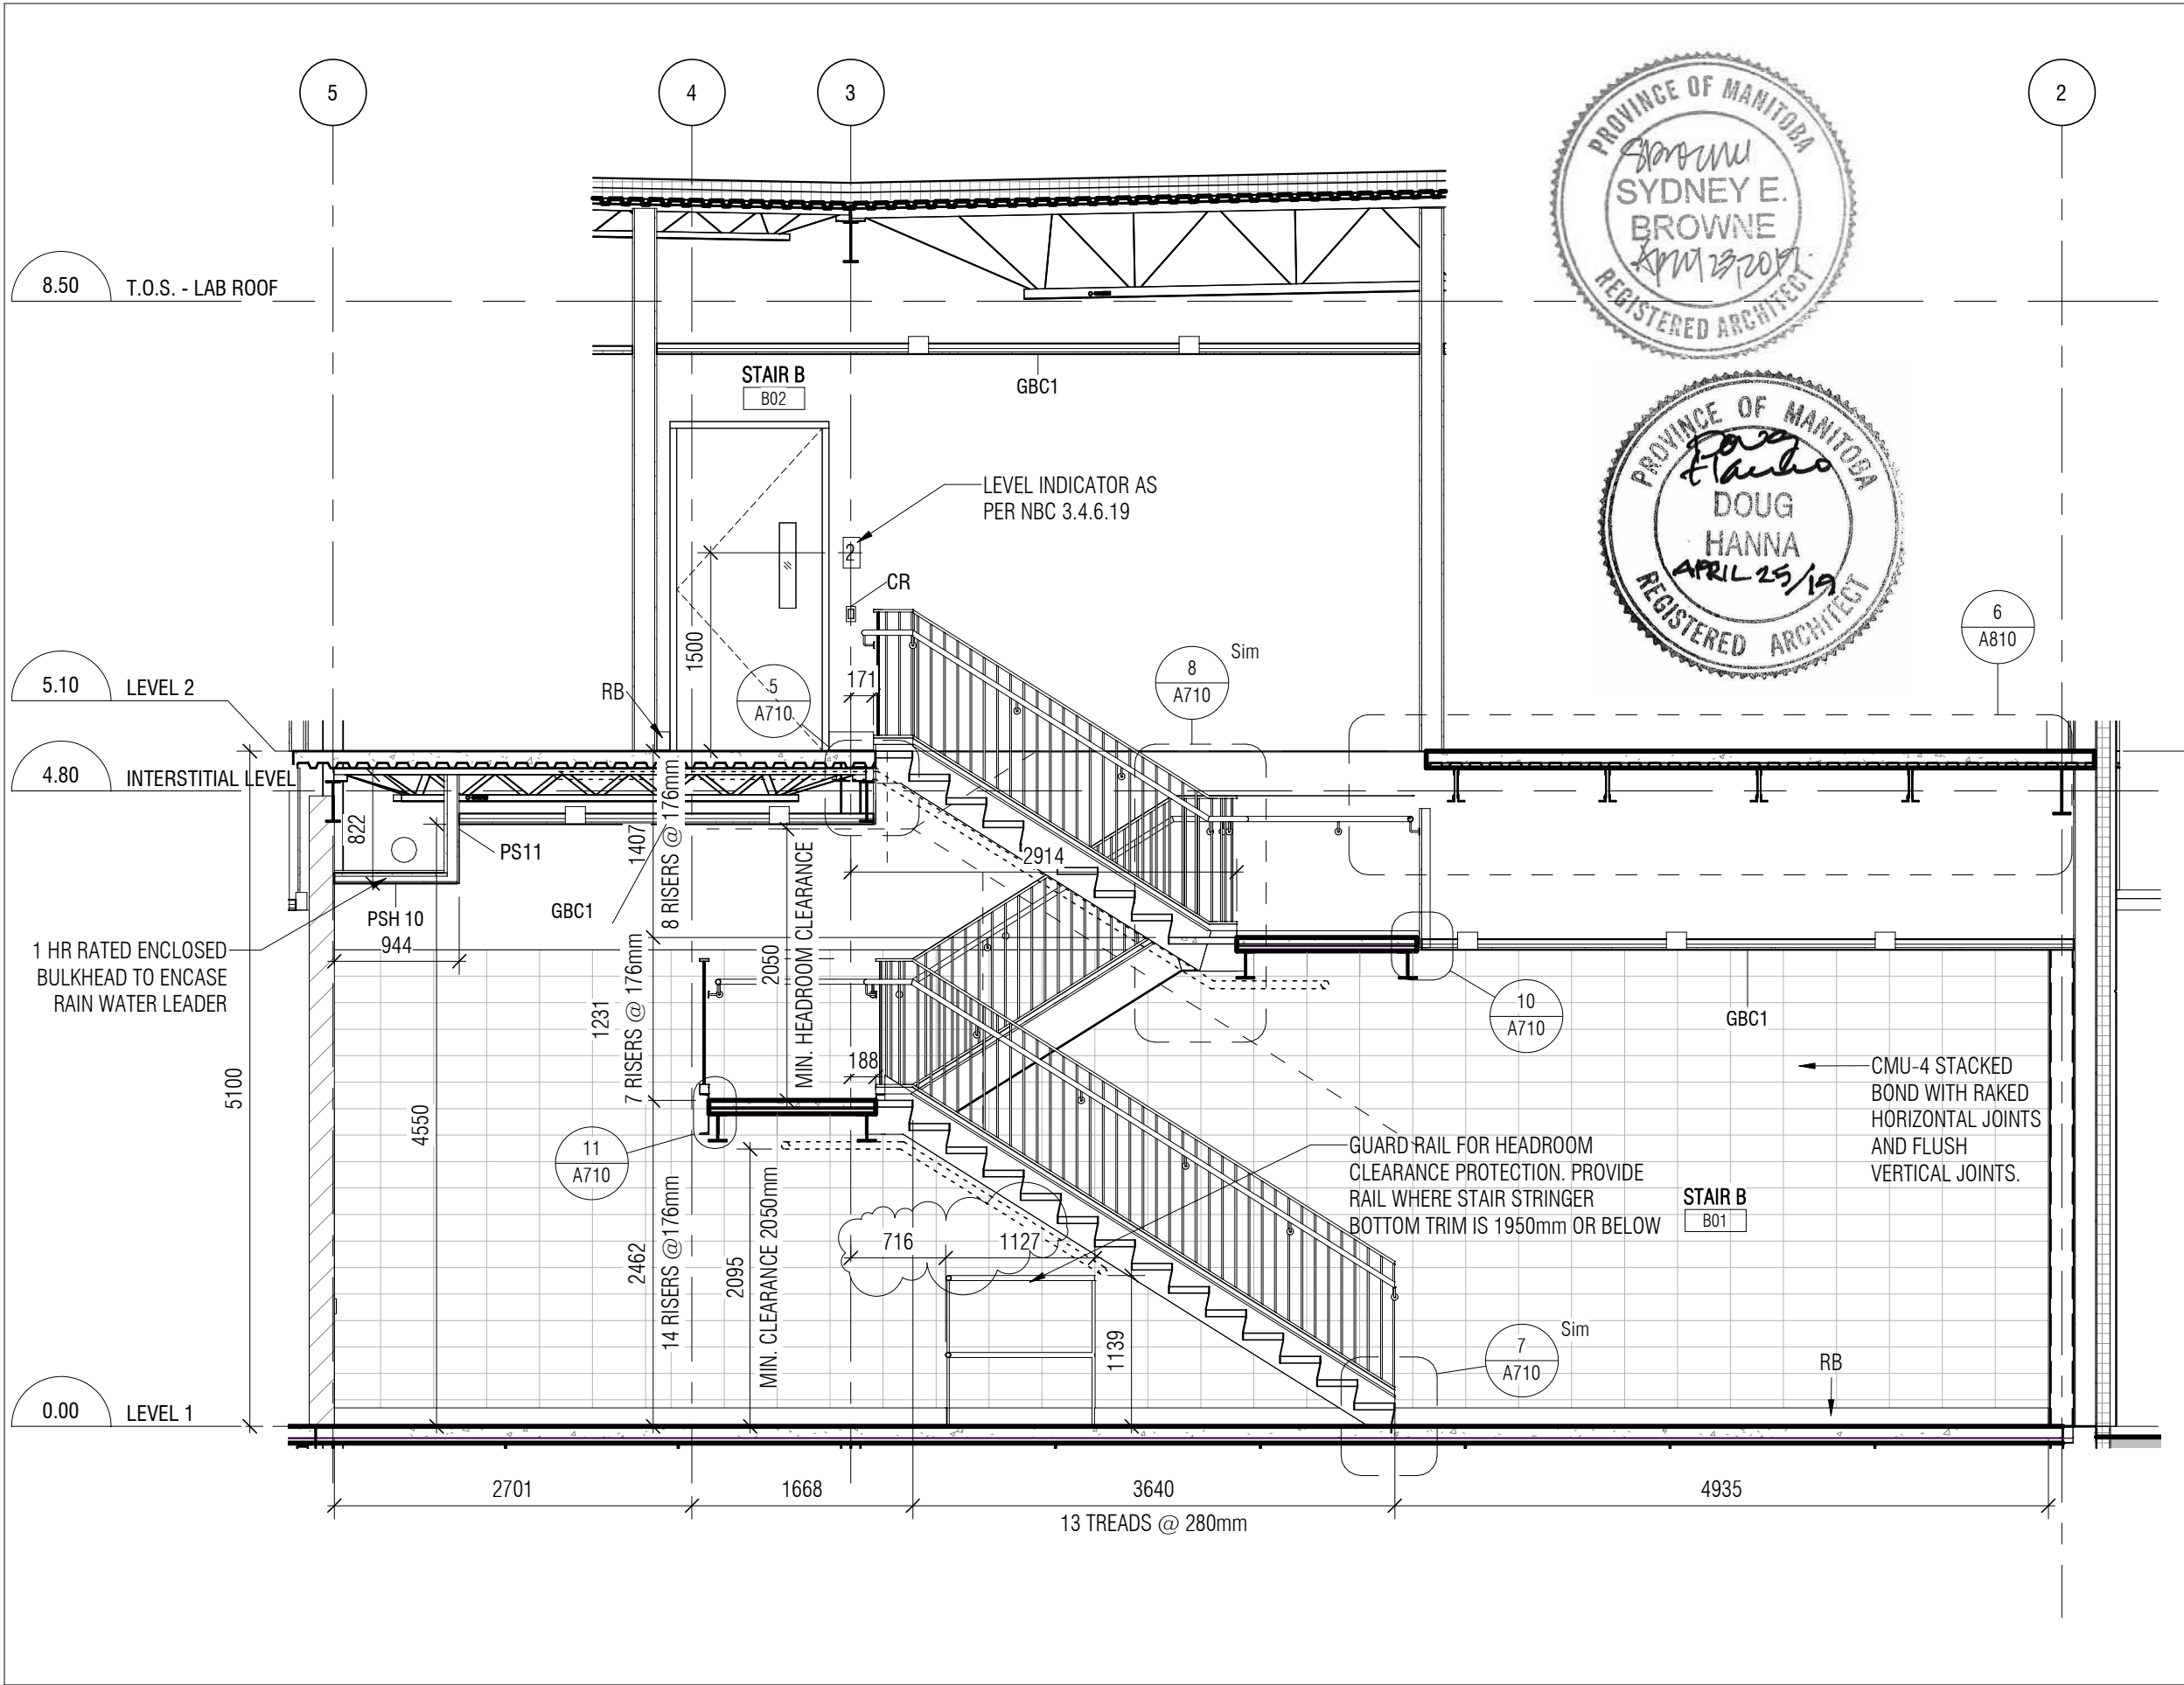 5
4
3
2
PROVINCE OF MANITOBA
SYDNEY E.
BROWNE
April 23, 2019.
REGISTERED ARCHITECT
8.50 T.O.S. - LAB ROOF
STAIR B
B02
GBC1
PROVINCE OF MANITOBA
Doug
Hanna
DOUG
HANNA
APRIL 25/19
REGISTERED ARCHITECT
LEVEL INDICATOR AS
PER NBC 3.4.6.19
2
CR
1500
6
A810
8
A710
Sim
5
A710
171
RB
5.10 LEVEL 2
4.80 INTERSTITIAL LEVEL
822
PS11
1407
8 RISERS @ 176mm
2914
PSH 10
944
GBC1
1 HR RATED ENCLOSED
BULKHEAD TO ENCASE
RAIN WATER LEADER
2050
MIN. HEADROOM CLEARANCE
1231
7 RISERS @ 176mm
188
10
A710
GBC1
CMU-4 STACKED
BOND WITH RAKED
HORIZONTAL JOINTS
AND FLUSH
VERTICAL JOINTS.
5100
4550
11
A710
GUARD RAIL FOR HEADROOM
CLEARANCE PROTECTION. PROVIDE
RAIL WHERE STAIR STRINGER
BOTTOM TRIM IS 1950mm OR BELOW
STAIR B
B01
2462
14 RISERS @176mm
2095
MIN. CLEARANCE 2050mm
716
1127
1139
7
A710
Sim
RB
0.00 LEVEL 1
2701
1668
3640
4935
13 TREADS @ 280mm